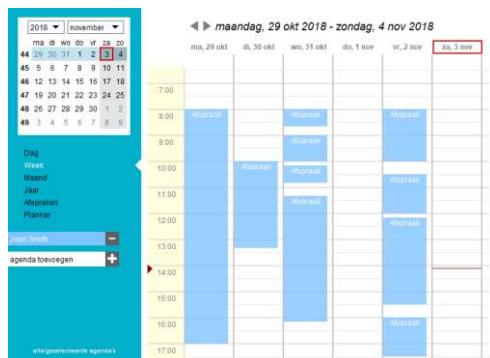 2018 november
ma di wo do vr za zo
44 29 30 31 1 2 3 4
45 5 6 7 8 9 10 11
46 12 13 14 15 16 17 18
47 19 20 21 22 23 24 25
48 26 27 28 29 30 1 2
49 3 4 5 6 7 8 9
Dag
Week
Maand
Jaar
Afspraken
Planner
Joan Smith
agenda toevoegen
alle/geselecteerde agenda's
maandag, 29 okt 2018 - zondag, 4 nov 2018
ma, 29 okt di, 30 okt wo, 31 okt do, 1 nov vr, 2 nov za, 3 nov
7:00
8:00 Afspraak Afspraak Afspraak
9:00 Afspraak
10:00 Afspraak Afspraak Afspraak
11:00 Afspraak
12:00 Afspraak
13:00
14:00
15:00
16:00 Afspraak
17:00